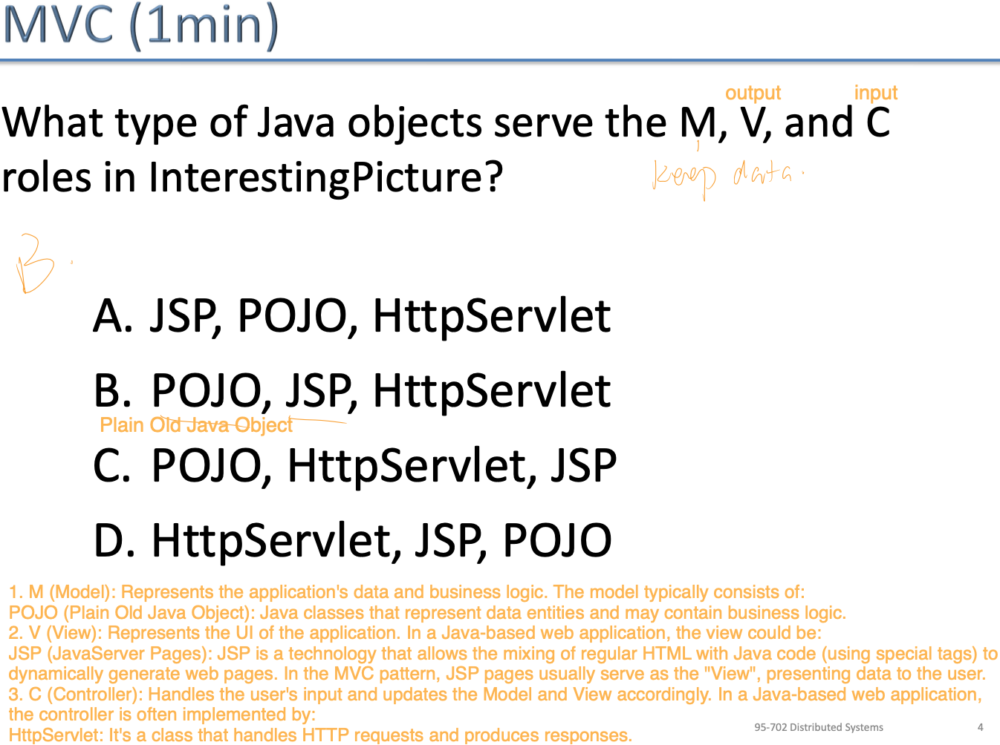 MVC (1min)
output input
What type of Java objects serve the M, V, and C
keep data.
roles in InterestingPicture?
B.
A. JSP, POJO, HttpServlet
B. POJO, JSP, HttpServlet
Plain Old Java Object
C. POJO, HttpServlet, JSP
D. HttpServlet, JSP, POJO
1. M (Model): Represents the application's data and business logic. The model typically consists of:
POJO (Plain Old Java Object): Java classes that represent data entities and may contain business logic.
2. V (View): Represents the UI of the application. In a Java-based web application, the view could be:
JSP (JavaServer Pages): JSP is a technology that allows the mixing of regular HTML with Java code (using special tags) to
dynamically generate web pages. In the MVC pattern, JSP pages usually serve as the "View", presenting data to the user.
3. C (Controller): Handles the user's input and updates the Model and View accordingly. In a Java-based web application,
the controller is often implemented by:
HttpServlet: It's a class that handles HTTP requests and produces responses.
95-702 Distributed Systems 4